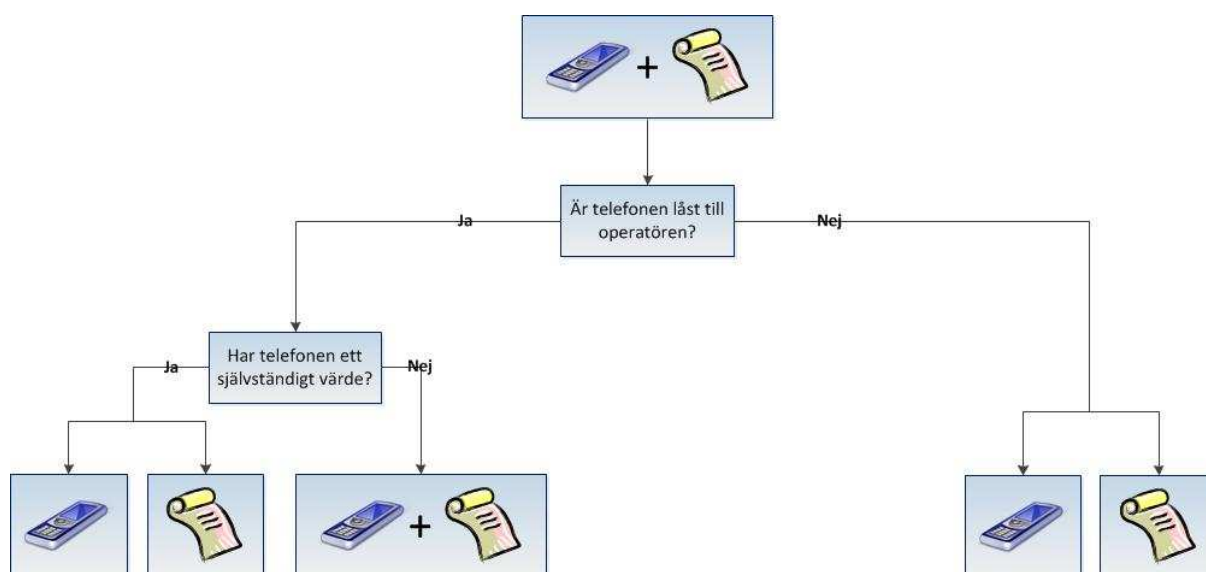 +
Är telefonen låst till
operatören?
Ja
Nej
Har telefonen ett
självständigt värde?
Ja
Nej
+